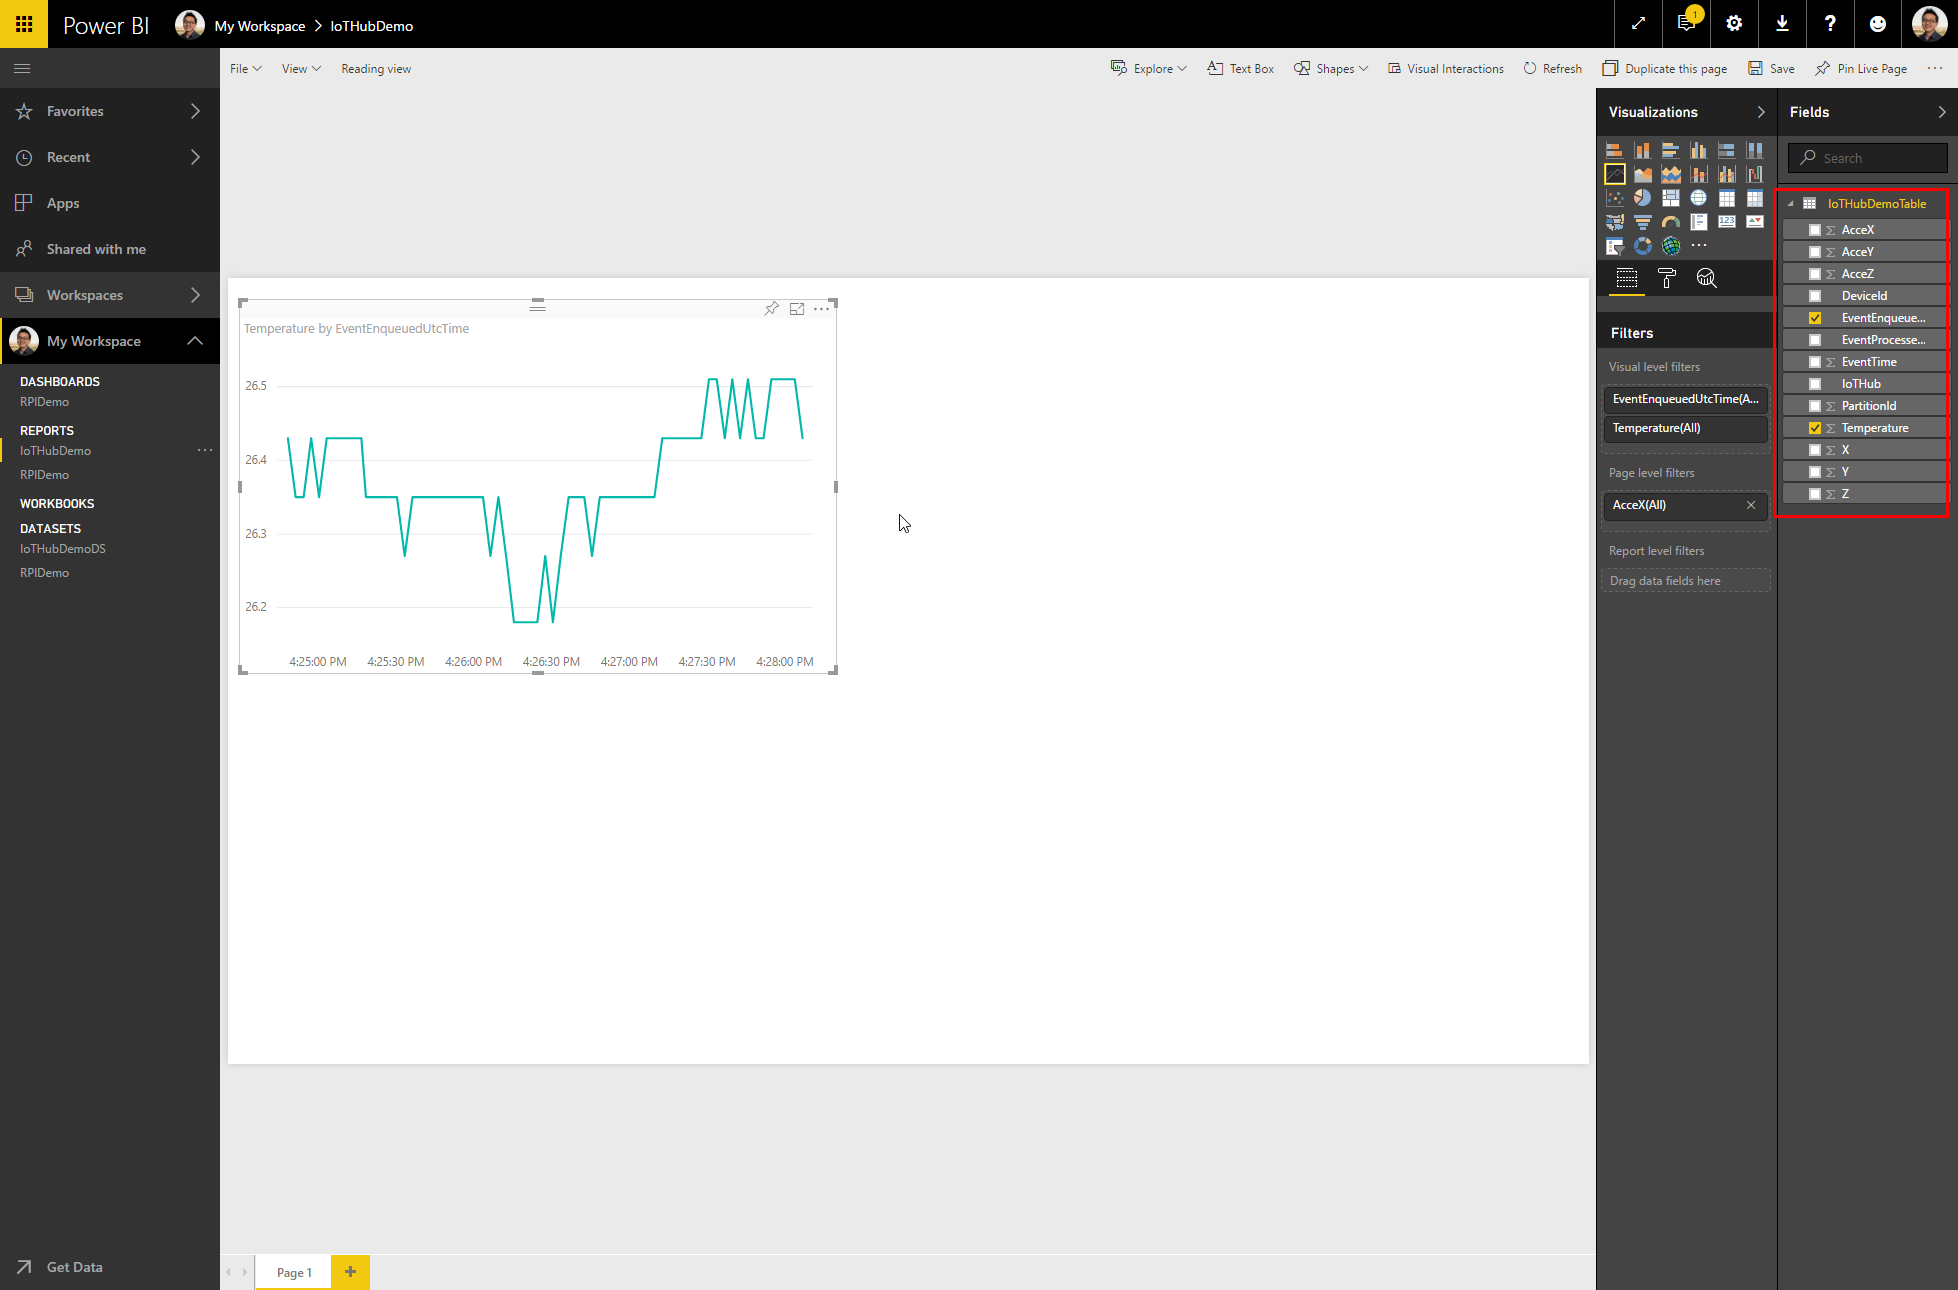 Power BI
My Workspace > IoTHubDemo
1
?
File
View
Reading view
Explore
Text Box
Shapes
Visual Interactions
Refresh
Duplicate this page
Save
Pin Live Page
Favorites
Recent
Apps
Shared with me
Workspaces
My Workspace
DASHBOARDS
RPIDemo
REPORTS
IoTHubDemo
RPIDemo
WORKBOOKS
DATASETS
IoTHubDemoDS
RPIDemo
Get Data
Temperature by EventEnqueuedUtcTime
26.5
26.4
26.3
26.2
4:25:00 PM 4:25:30 PM 4:26:00 PM 4:26:30 PM 4:27:00 PM 4:27:30 PM 4:28:00 PM
Page 1
+
Visualizations
123
Filters
Visual level filters
EventEnqueuedUtcTime(A...
Temperature(All)
Page level filters
AcceX(All)
Report level filters
Drag data fields here
Fields
Search
IoTHubDemoTable
AcceX
AcceY
AcceZ
DeviceId
EventEnqueue...
EventProcesse...
EventTime
IoTHub
PartitionId
Temperature
X
Y
Z